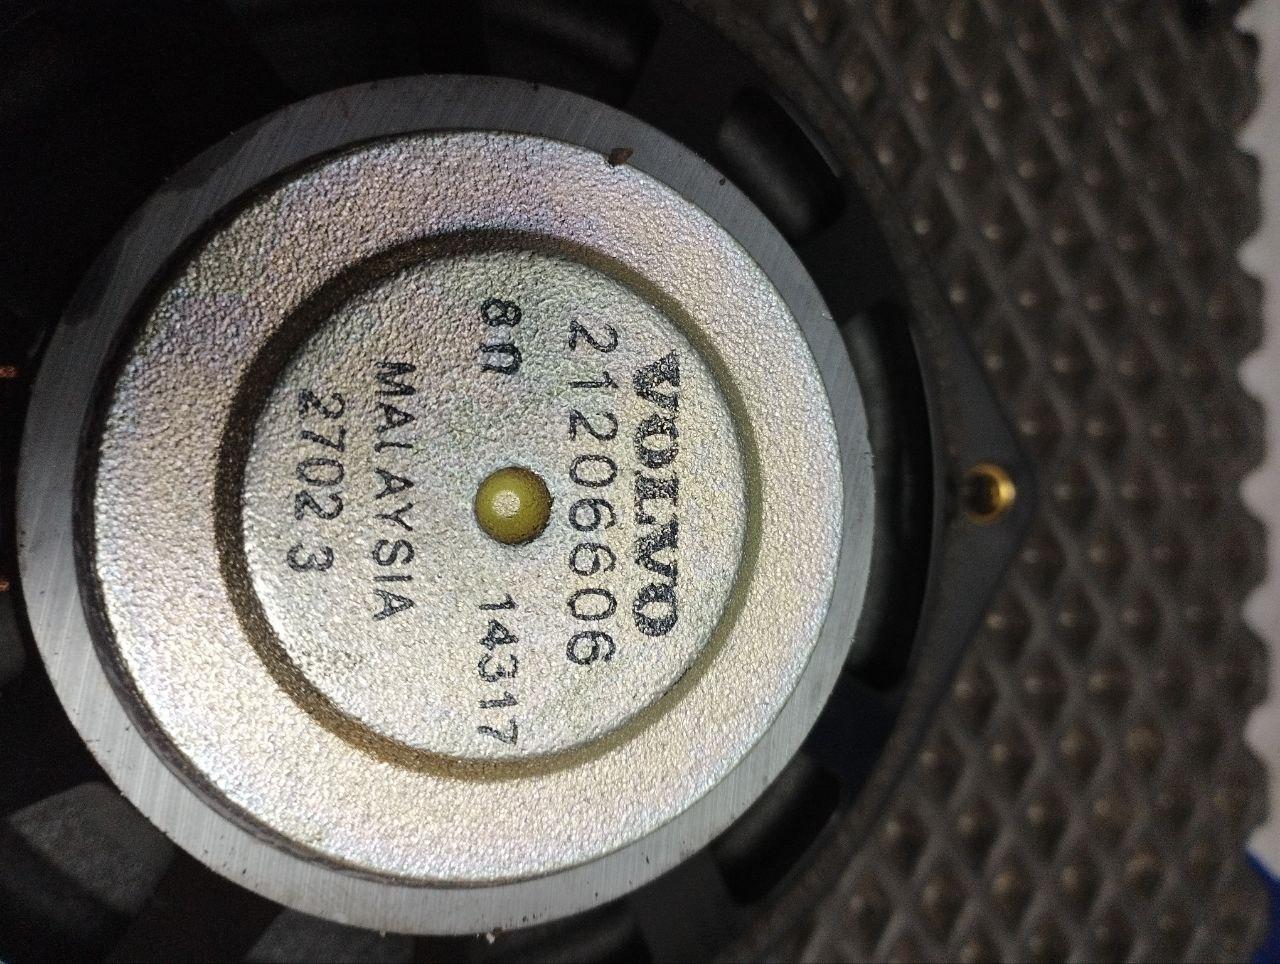 VOLVO
21206606
8Ω 14317
MALAYSIA
2702 3